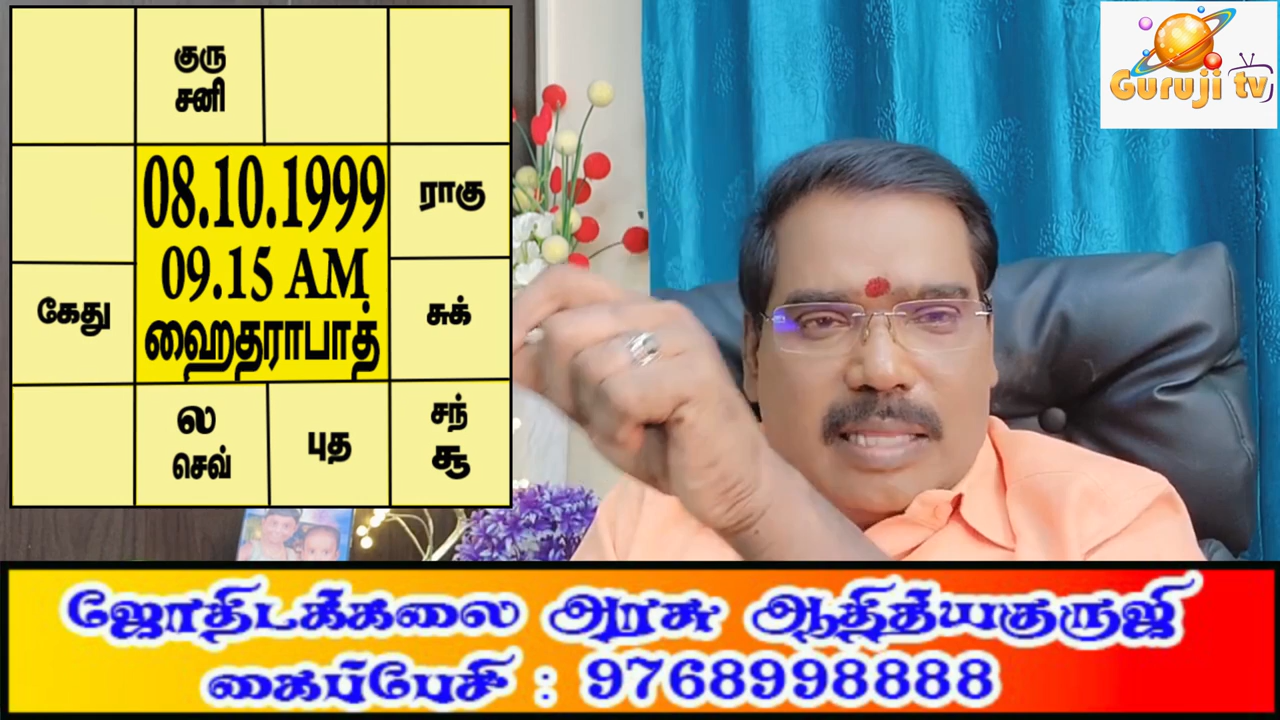 குரு
சனி
08.10.1999
09.15 AM
ஹைதராபாத்
ராகு
கேது
சுக்
ல
செவ்
புத
சந்
சூ
Guruji tv
ஜோதிடக்கலை அரசு ஆதித்யகுருஜி
கைப்பேசி : 9768998888